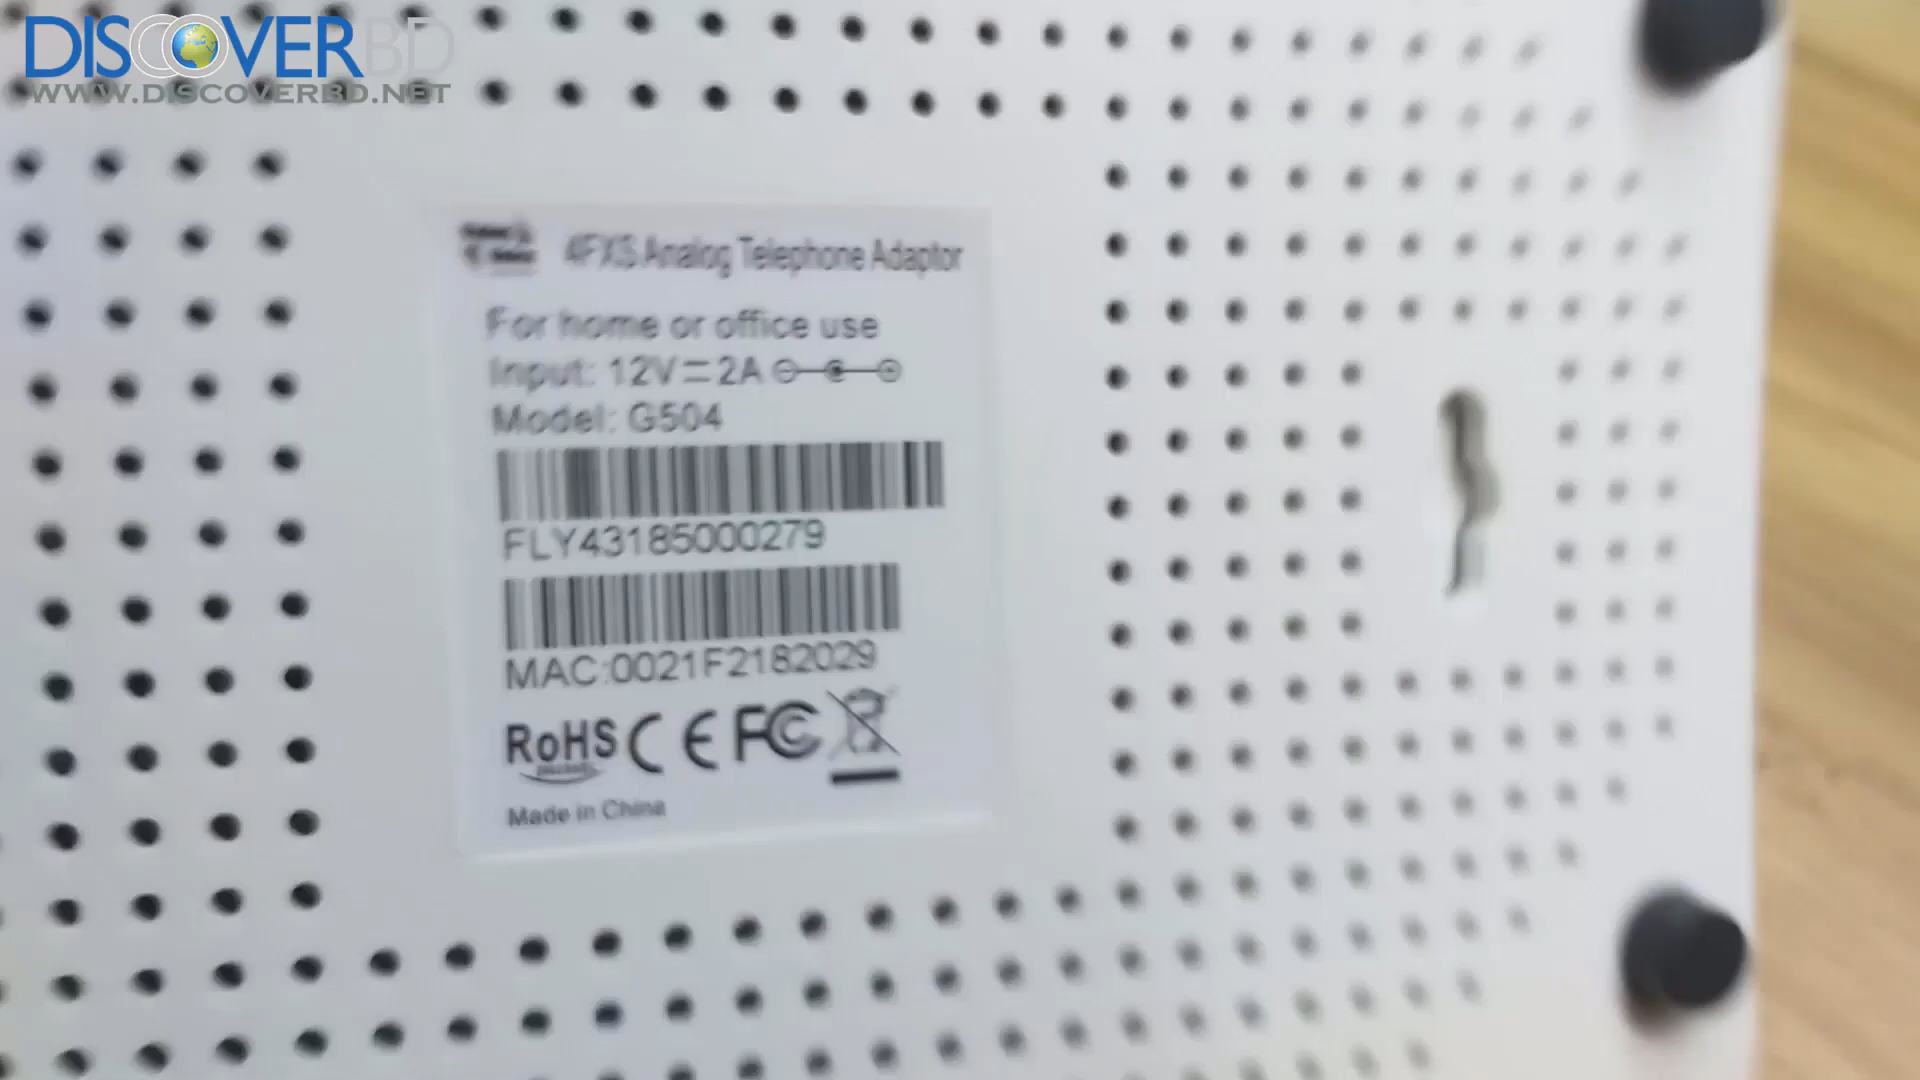 DISCOVERBD
WWW.DISCOVERBD.NET
4FXS Analog Telephone Adaptor
For home or office use
Input: 12V 2A
Model: G504
FLY43185000279
MAC:0021F2182029
RoHS CE FC
Made in China